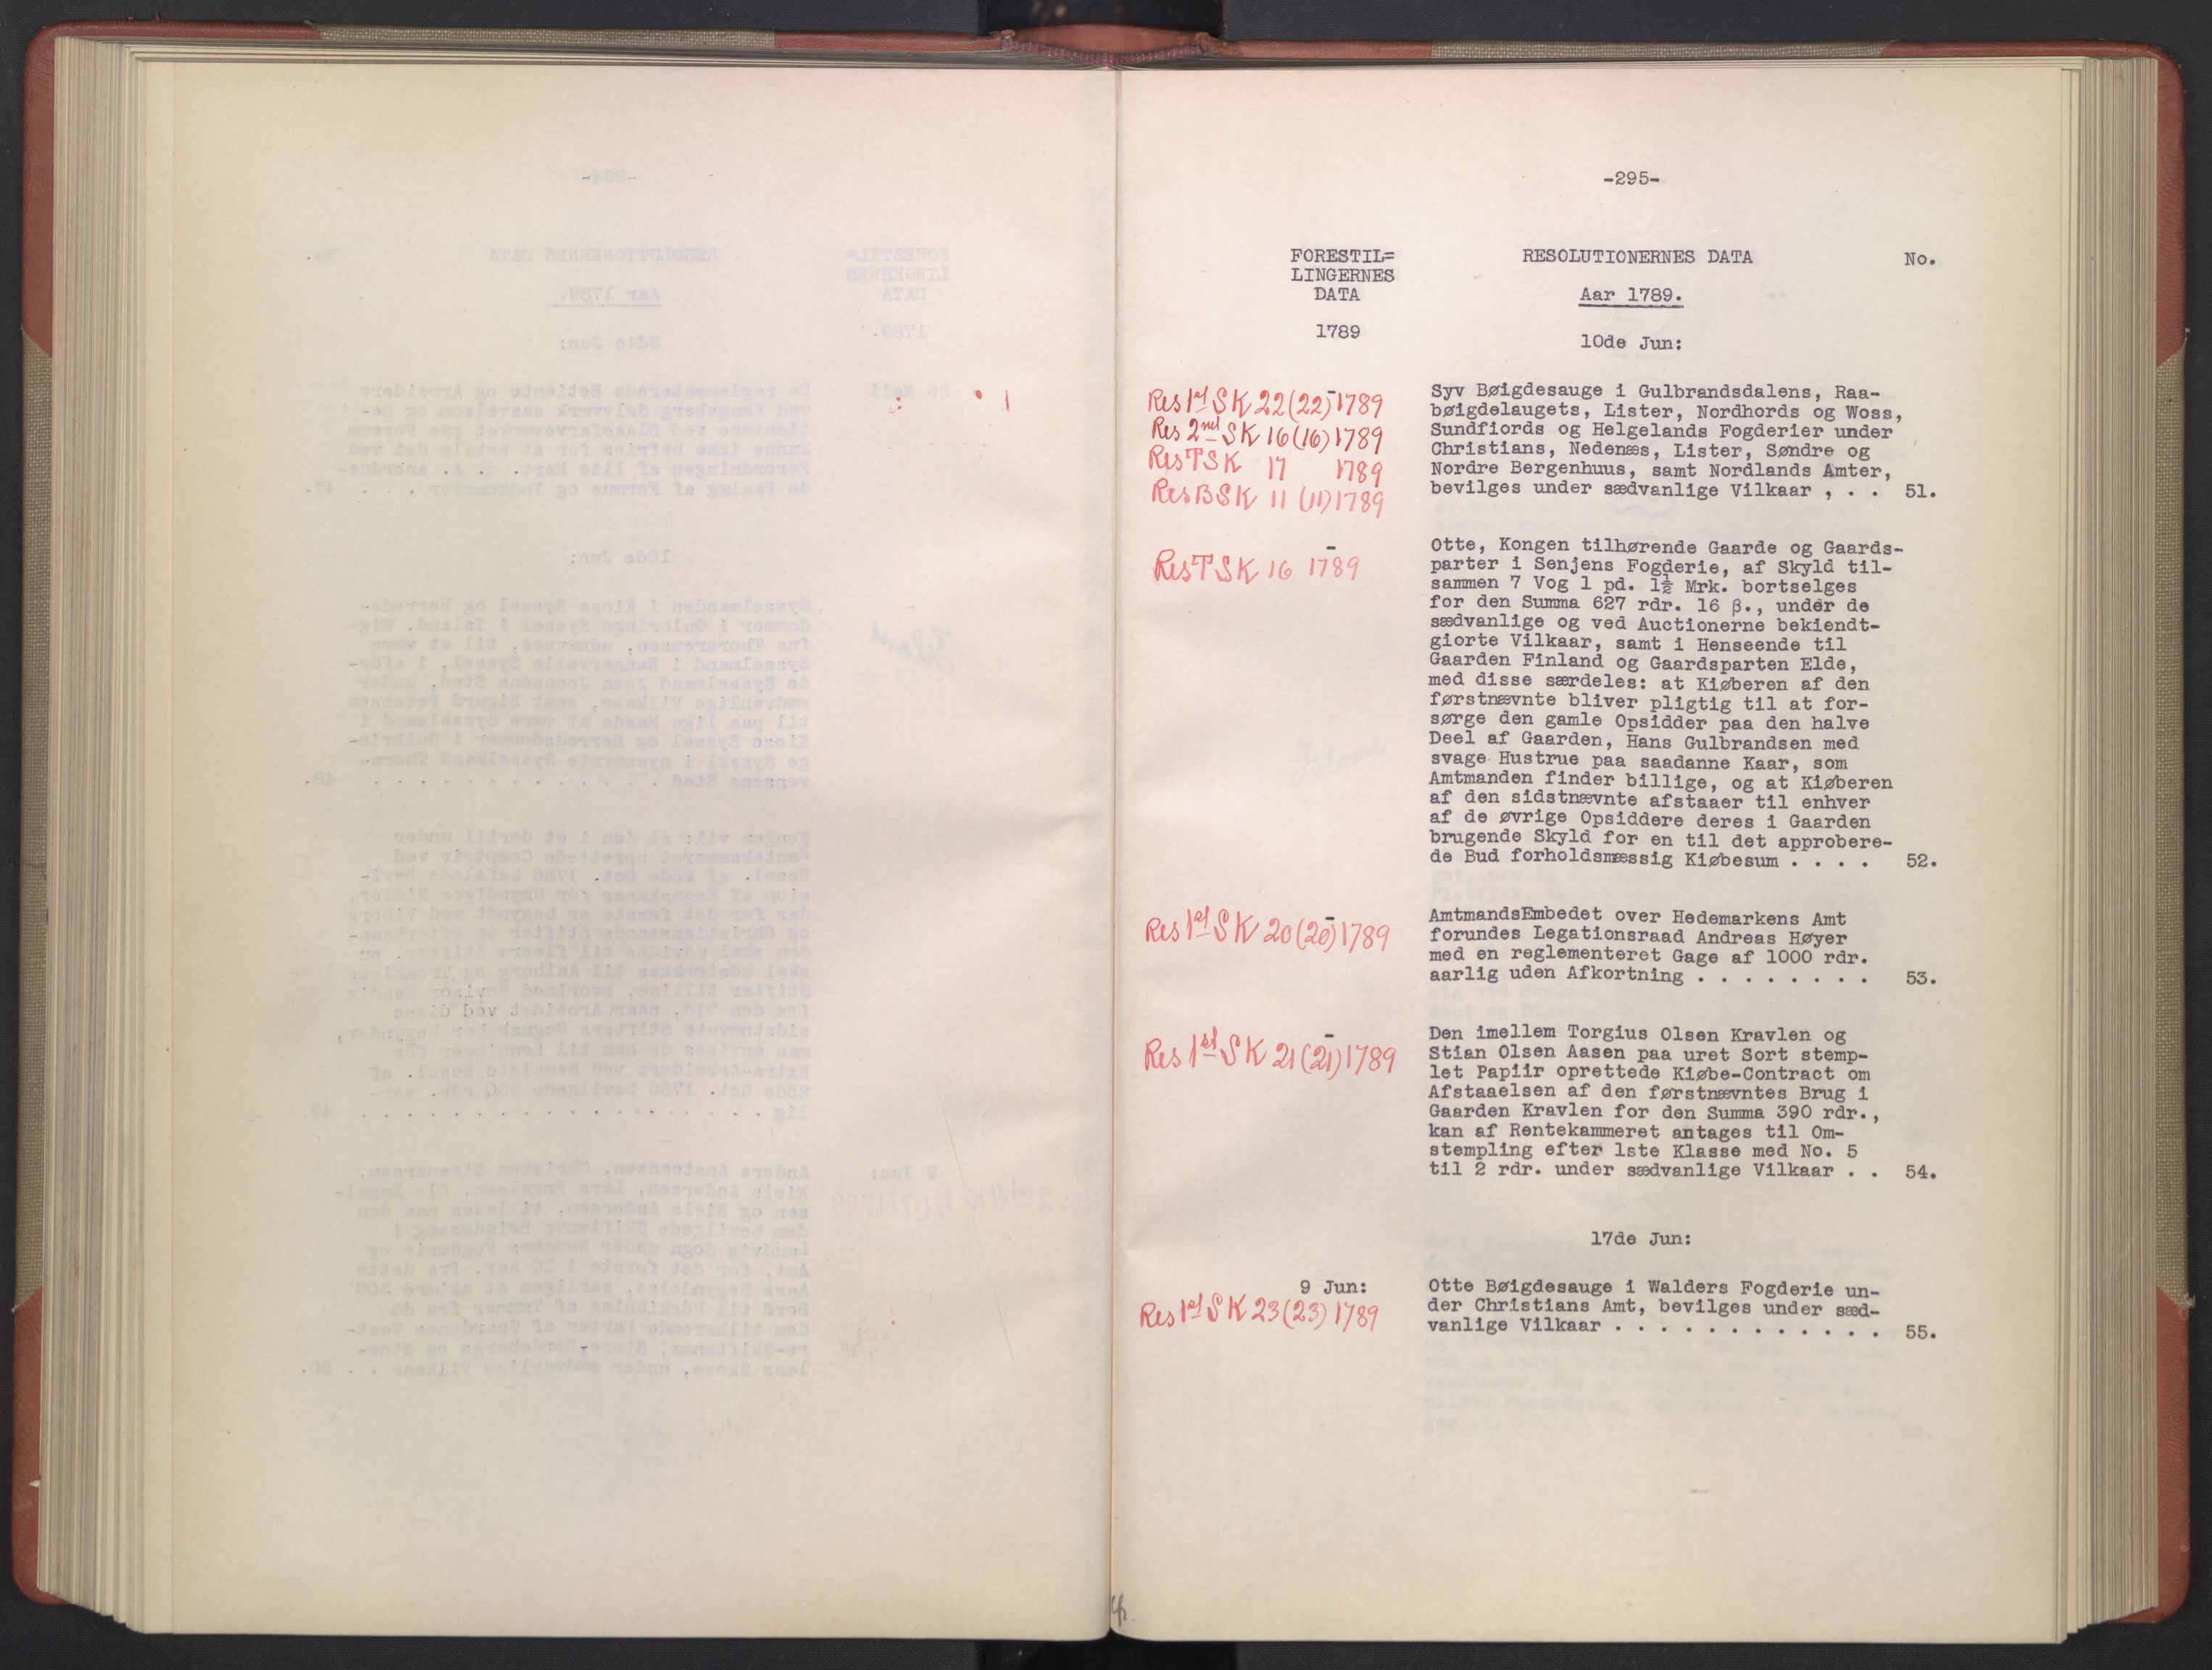 -295-
FORESTIL=
LINGERNES
DATA
1789
RESOLUTIONERNES DATA
Aar 1789.
No.
10de Jun:
-
Res 1st SK 22 (22) 1789
Res 2net SK 16 (16) 1789
Res T SK 17 1789
Res B SK 11 (11) 1789
Syv Bøigdesauge i Gulbrandsdalens, Raa-
bøigdelaugets, Lister, Nordhords og Woss,
Sundfiords og Helgelands Fogderier under
Christians, Nedenæs, Lister, Søndre og
Nordre Bergenhuus, samt Nordlands Amter,
bevilges under sædvanlige Vilkaar , . . 51.
-
Res T SK 16 1789
Otte, Kongen tilhørende Gaarde og Gaards-
parter i Senjens Fogderie, af Skyld til-
sammen 7 Vog 1 pd. 1½ Mrk. bortselges
for den Summa 627 rdr. 16 β., under de
sædvanlige og ved Auctionerne bekiendt-
giorte Vilkaar, samt i Henseende til
Gaarden Finland og Gaardsparten Elde,
med disse særdeles: at Kiøberen af den
førstnævnte bliver pligtig til at for-
sørge den gamle Opsidder paa den halve
Deel af Gaarden, Hans Gulbrandsen med
svage Hustrue paa saadanne Kaar, som
Amtmanden finder billige, og at Kiøberen
af den sidstnævnte afstaaer til enhver
af de øvrige Opsiddere deres i Gaarden
brugende Skyld for en til det approbere-
de Bud forholdsmæssig Kiøbesum . . . . 52.
-
Res 1st SK 20 (20) 1789
AmtmandsEmbedet over Hedemarkens Amt
forundes Legationsraad Andreas Høyer
med en reglementeret Gage af 1000 rdr.
aarlig uden Afkortning . . . . . . . . 53.
-
Res 1st SK 21 (21) 1789
Den imellem Torgius Olsen Kravlen og
Stian Olsen Aasen paa uret Sort stemp-
let Papiir oprettede Kiøbe-Contract om
Afstaaelsen af den førstnævntes Brug i
Gaarden Kravlen for den Summa 390 rdr.,
kan af Rentekammeret antages til Om-
stempling efter 1ste Klasse med No. 5
til 2 rdr. under sædvanlige Vilkaar . . 54.
17de Jun:
9 Jun:
Res 1st SK 23 (23) 1789
Otte Bøigdesauge i Walders Fogderie un-
der Christians Amt, bevilges under sæd-
vanlige Vilkaar . . . . . . . . . . . . 55.